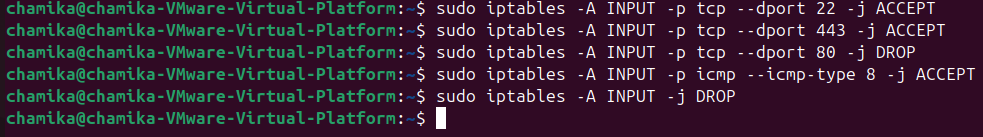 chamika@chamika-VMware-Virtual-Platform:~$ sudo iptables -A INPUT -p tcp --dport 22 -j ACCEPT
chamika@chamika-VMware-Virtual-Platform:~$ sudo iptables -A INPUT -p tcp --dport 443 -j ACCEPT
chamika@chamika-VMware-Virtual-Platform:~$ sudo iptables -A INPUT -p tcp --dport 80 -j DROP
chamika@chamika-VMware-Virtual-Platform:~$ sudo iptables -A INPUT -p icmp --icmp-type 8 -j ACCEPT
chamika@chamika-VMware-Virtual-Platform:~$ sudo iptables -A INPUT -j DROP
chamika@chamika-VMware-Virtual-Platform:~$